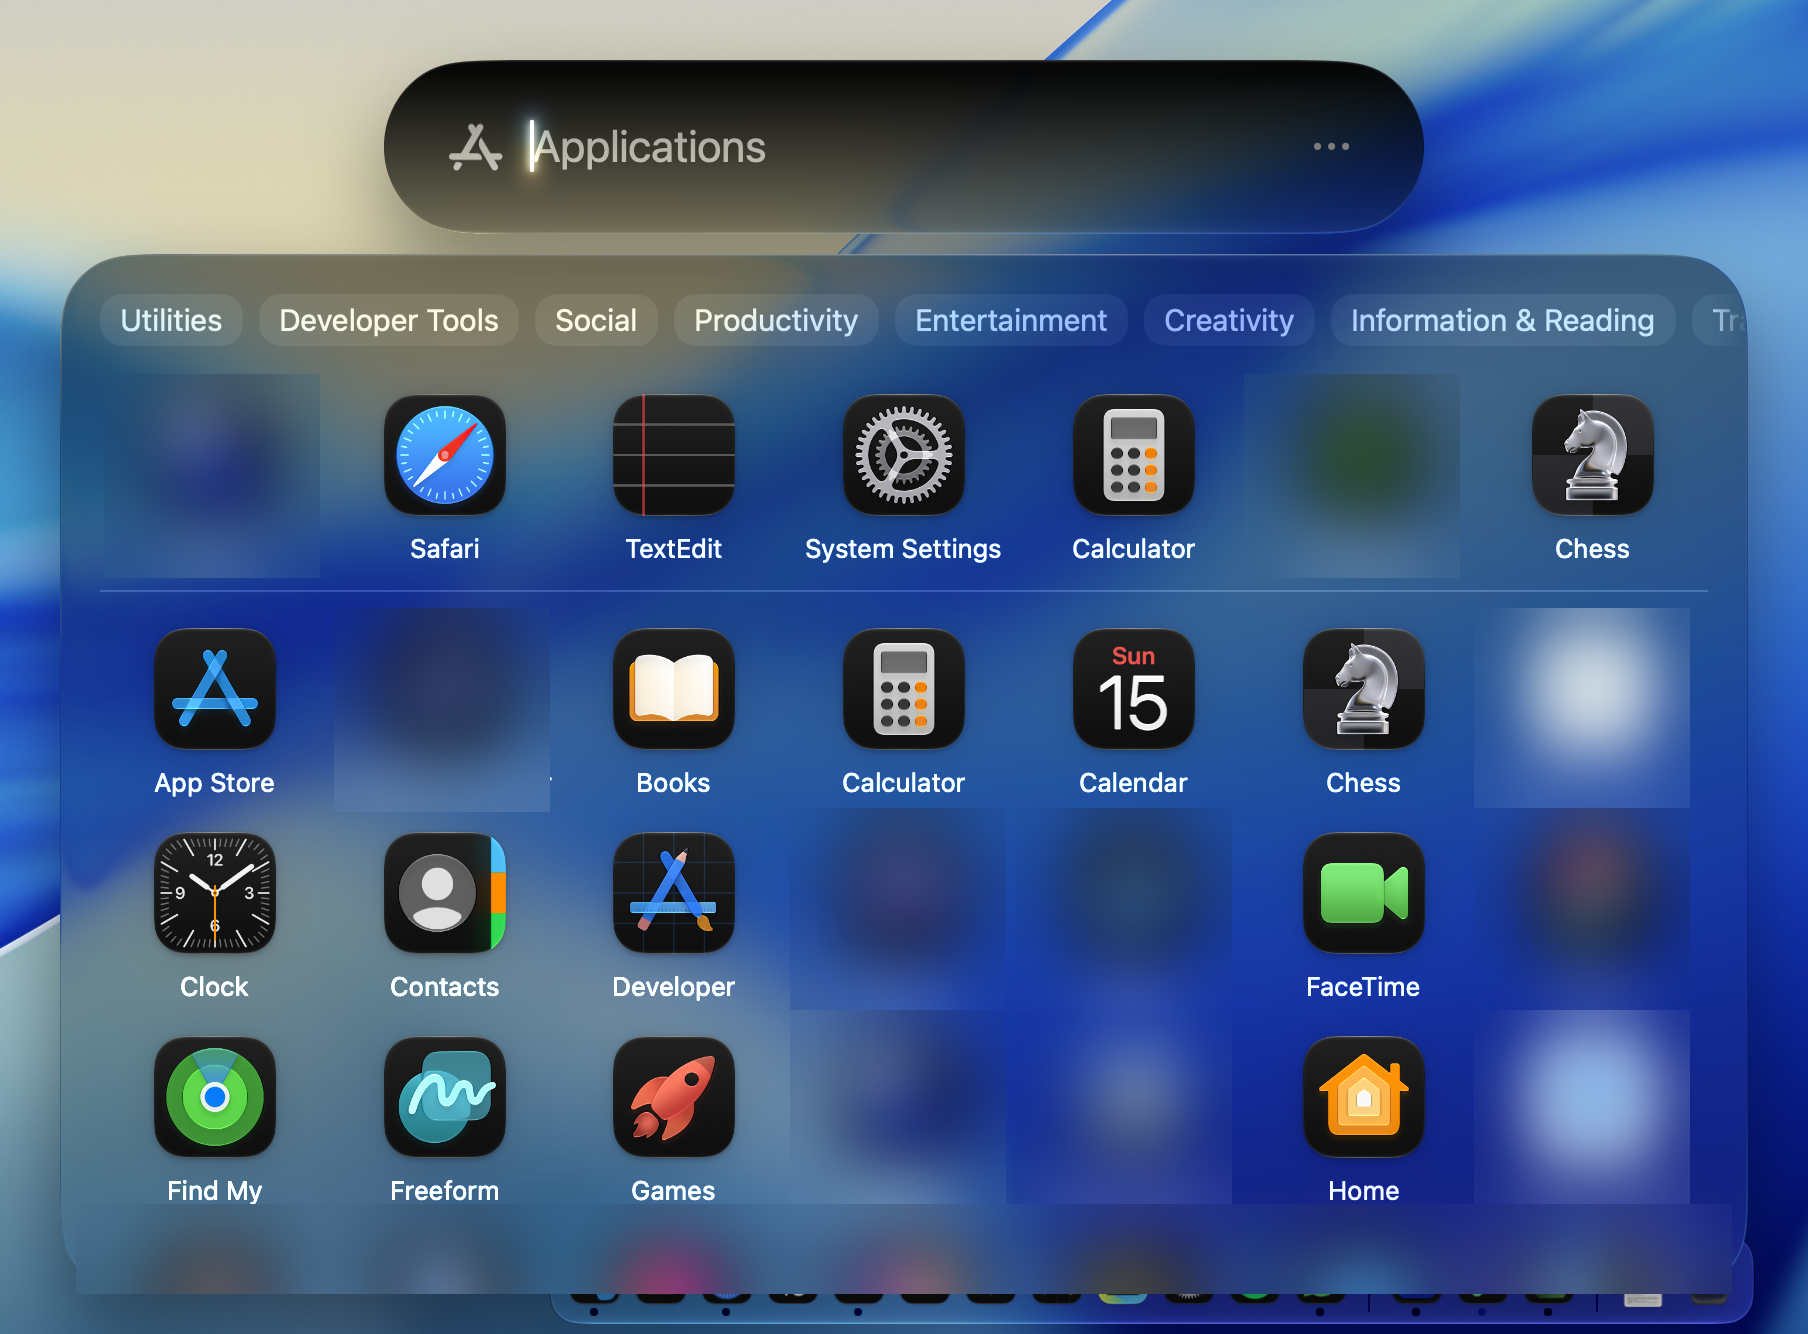 Applications
Utilities
Developer Tools
Social
Productivity
Entertainment
Creativity
Information & Reading
Safari
TextEdit
System Settings
Calculator
Chess
Sun
15
App Store
Books
Calculator
Calendar
Chess
12
9
3
6
Clock
Contacts
Developer
FaceTime
Find My
Freeform
Games
Home